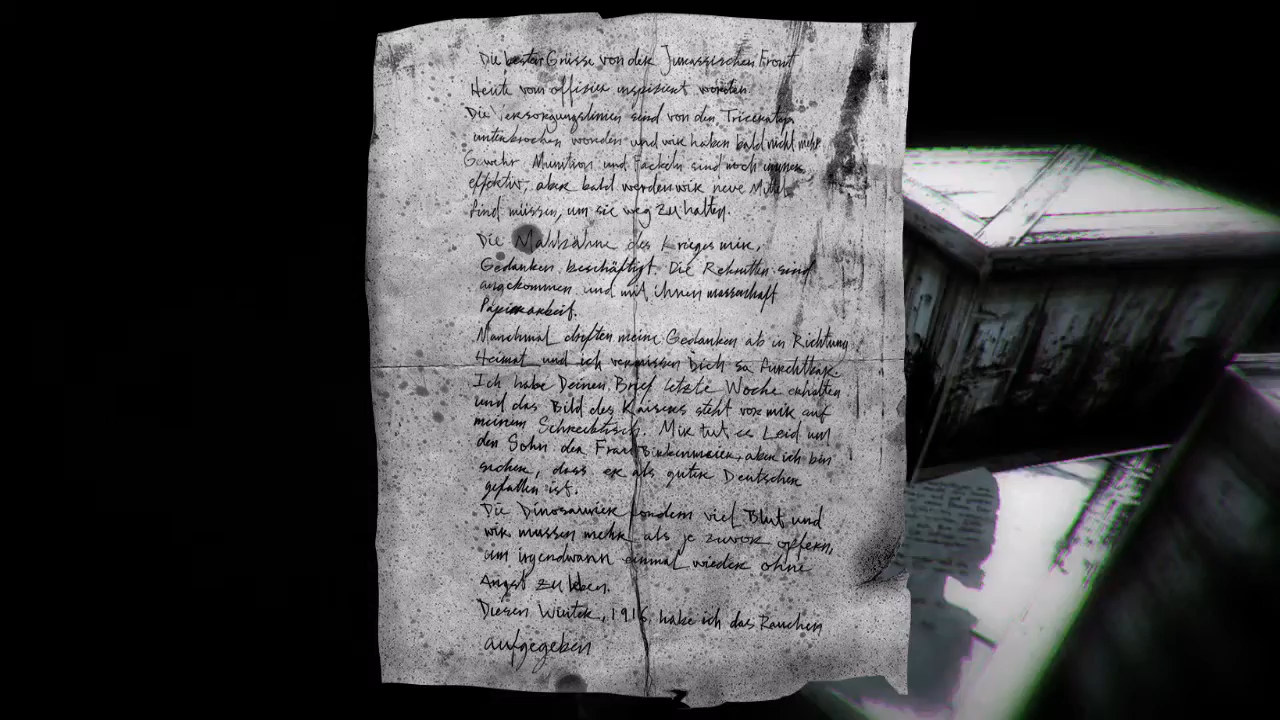 Die besten Grüsse von der Jurassischen Front
Heute vom offizier inspiziert worden.
Die Versorgungslinien sind von den Triceratops
unterbrochen worden und wir haben bald nicht mehr
Gewehr Munition und Fackeln sind noch immer
effektiv, aber bald werden wir neue Mittel
find müssen, um sie weg zu halten.
Die Mahlzähne des Krieges mir,
Gedanken beschäftigt. Die Rekrutten sind
angekommen und mit ihnen massenhaft
Papierarbeit.
Manchmal driften meine Gedanken ab in Richtung
Heimat und ich vermissen Dich so furchtbar.
Ich habe Deinen Brief letzte Woche erhalten
und das Bild des Kaisers steht vor mir auf
meinem Schreibtisch. Mir tut es Leid um
den Sohn der Frau Birkenmeier, aber ich bin
sicher, dass er als guter Deutscher
gefallen ist.
Die Dinosaurier fordern viel Blut und
wir müssen mehr als je zuvor opfern,
um irgendwann einmal wieder ohne
Angst zu leben.
Diesen Winter, 1916, habe ich das Rauchen
aufgegeben